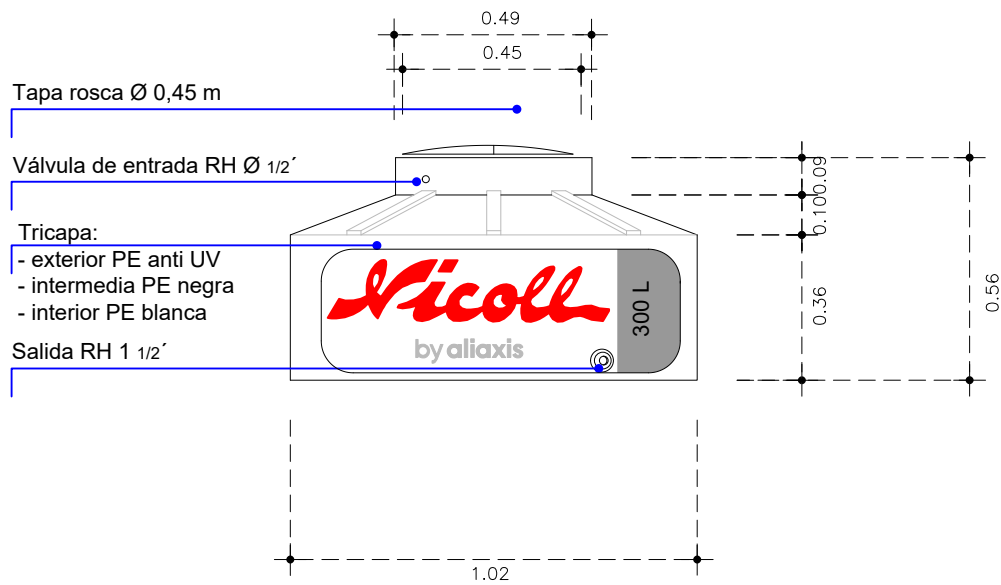 0.49
0.45
Tapa rosca Ø 0,45 m
Válvula de entrada RH Ø 1/2´
Tricapa:
- exterior PE anti UV
- intermedia PE negra
- interior PE blanca
Salida RH 1 1/2´
Nicoll
by aliaxis
300 L
0.09
0.10
0.36
0.56
1.02